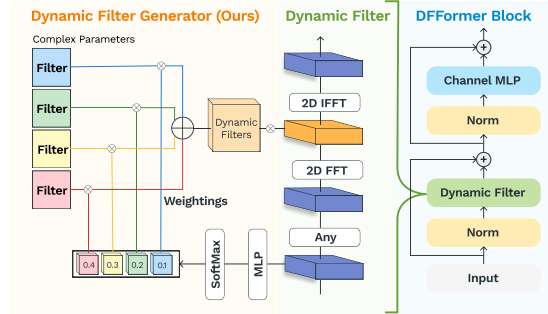 Dynamic Filter Generator (Ours)
Complex Parameters
Filter
Filter
Filter
Filter
Dynamic
Filters
Weightings
0.4
0.3
0.2
0.1
SoftMax
MLP
Dynamic Filter
2D IFFT
2D FFT
Any
DFFormer Block
Channel MLP
Norm
Dynamic Filter
Norm
Input